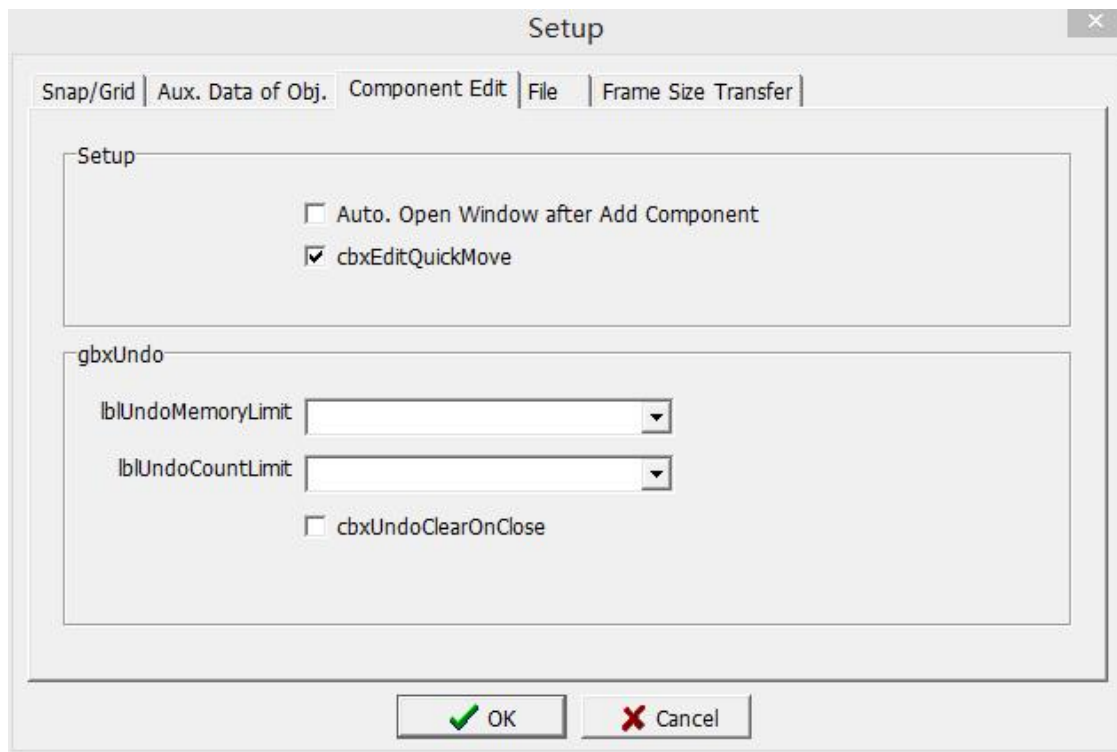 Setup
Snap/Grid Aux. Data of Obj. Component Edit File Frame Size Transfer
Setup
Auto. Open Window after Add Component
cbxEditQuickMove
gbxUndo
lblUndoMemoryLimit
lblUndoCountLimit
cbxUndoClearOnClose
OK Cancel